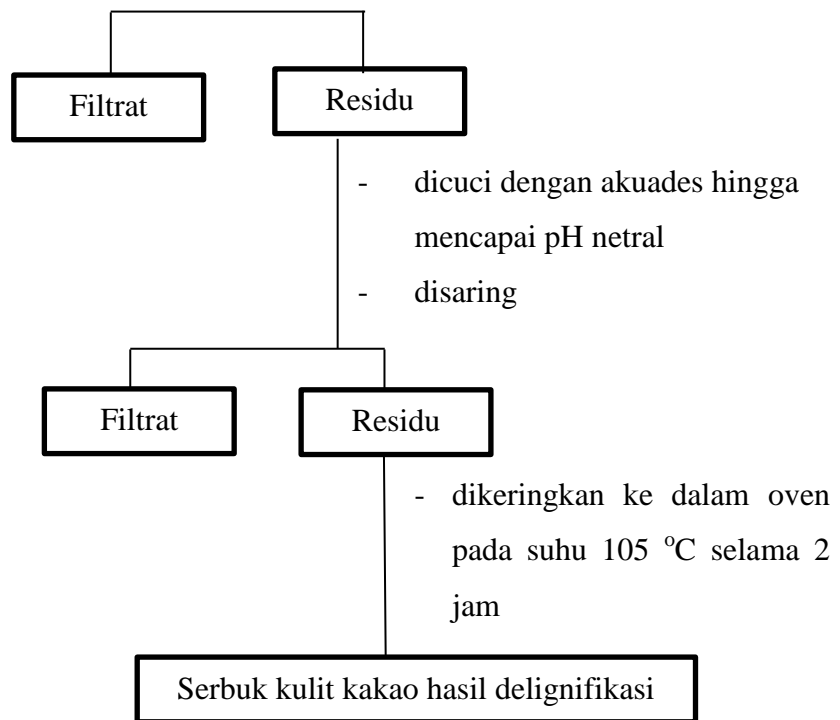 Filtrat
Residu
- dicuci dengan akuades hingga
mencapai pH netral
- disaring
Filtrat
Residu
- dikeringkan ke dalam oven
pada suhu 105 °C selama 2
jam
Serbuk kulit kakao hasil delignifikasi